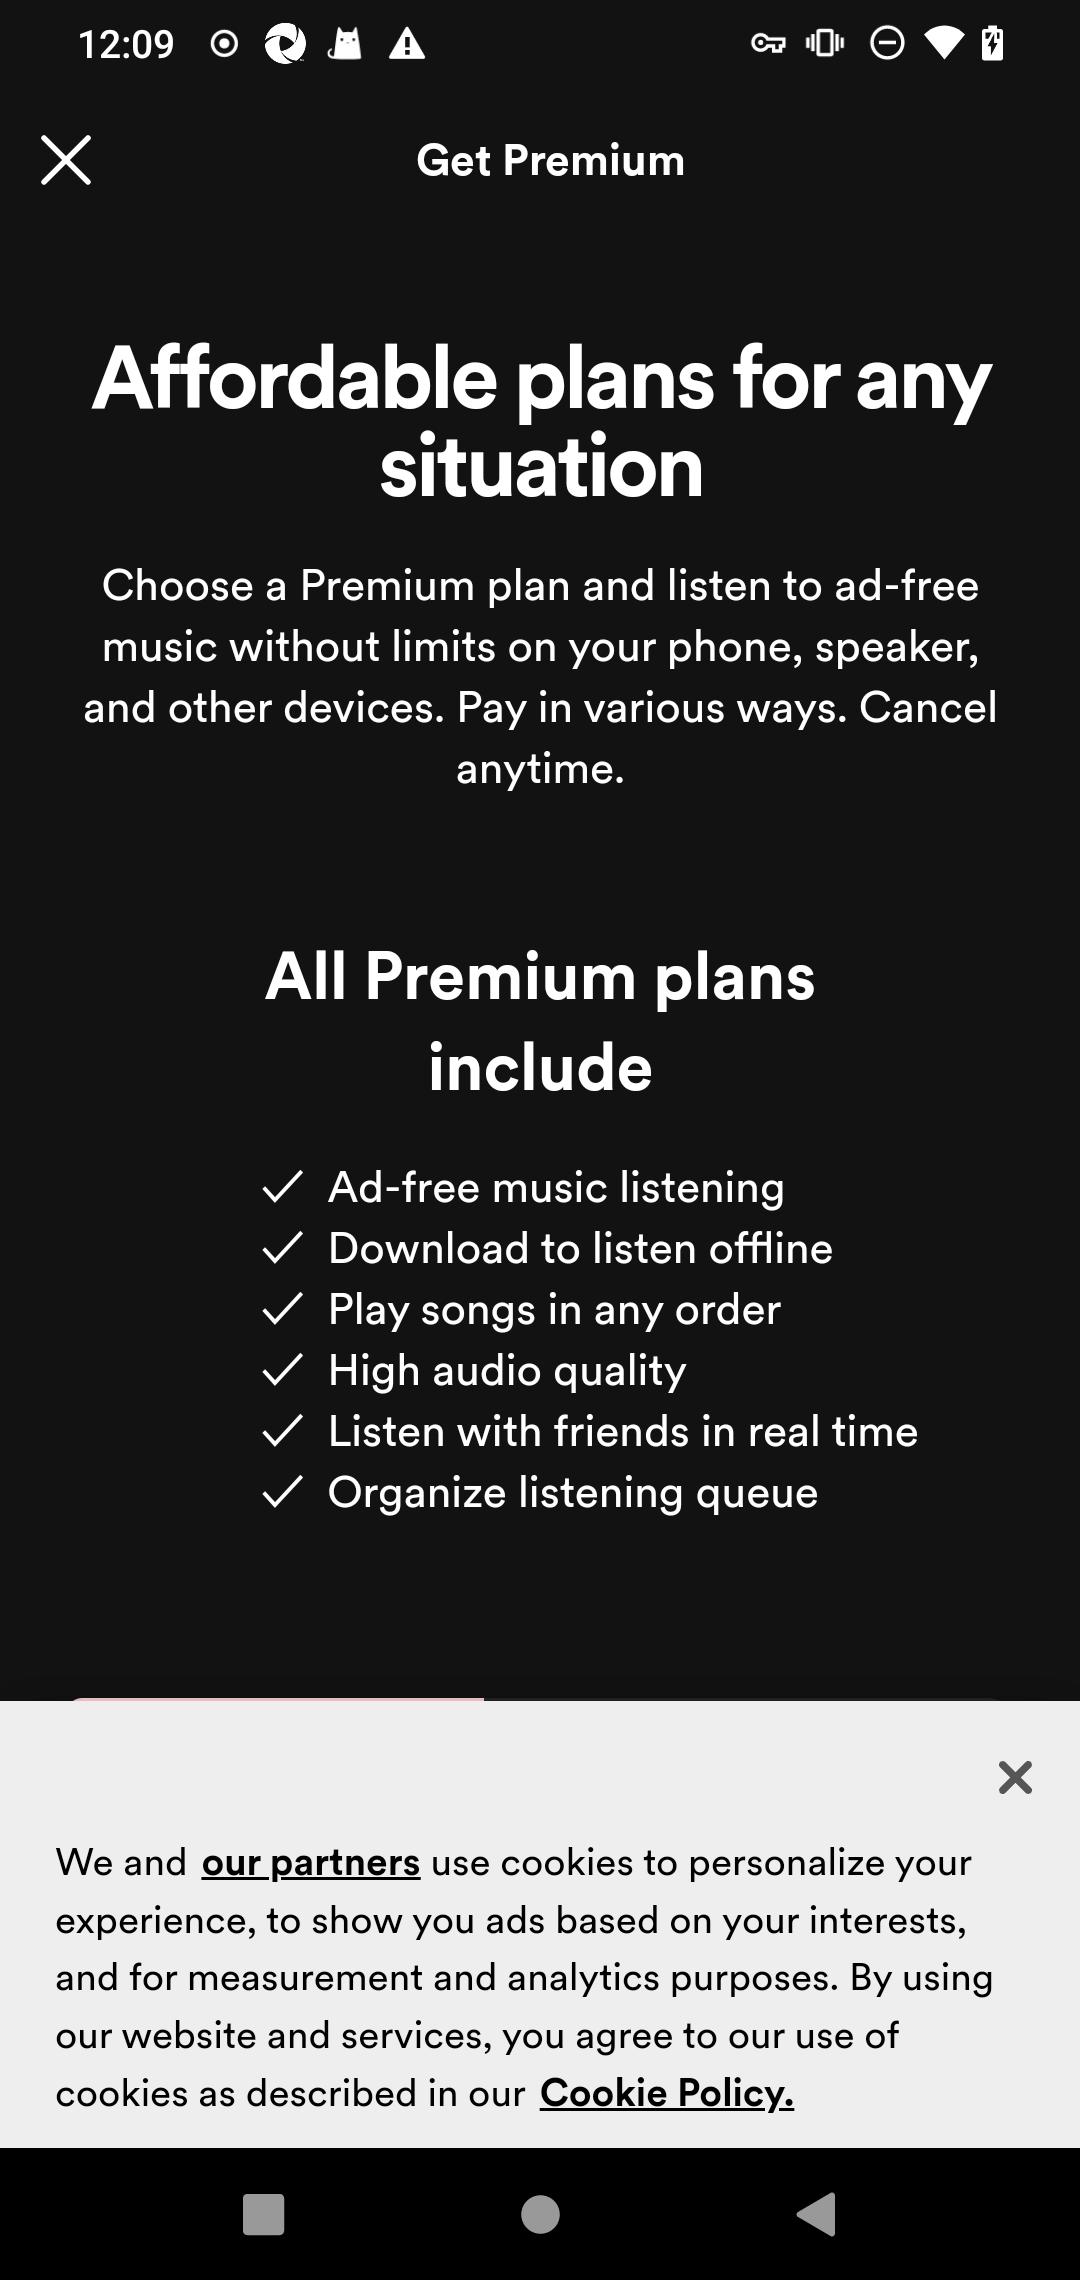 12:09
Get Premium
Affordable plans for any
situation
Choose a Premium plan and listen to ad-free
music without limits on your phone, speaker,
and other devices. Pay in various ways. Cancel
anytime.
All Premium plans
include
Ad-free music listening
Download to listen offline
Play songs in any order
High audio quality
Listen with friends in real time
Organize listening queue
We and our partners use cookies to personalize your
experience, to show you ads based on your interests,
and for measurement and analytics purposes. By using
our website and services, you agree to our use of
cookies as described in our Cookie Policy.